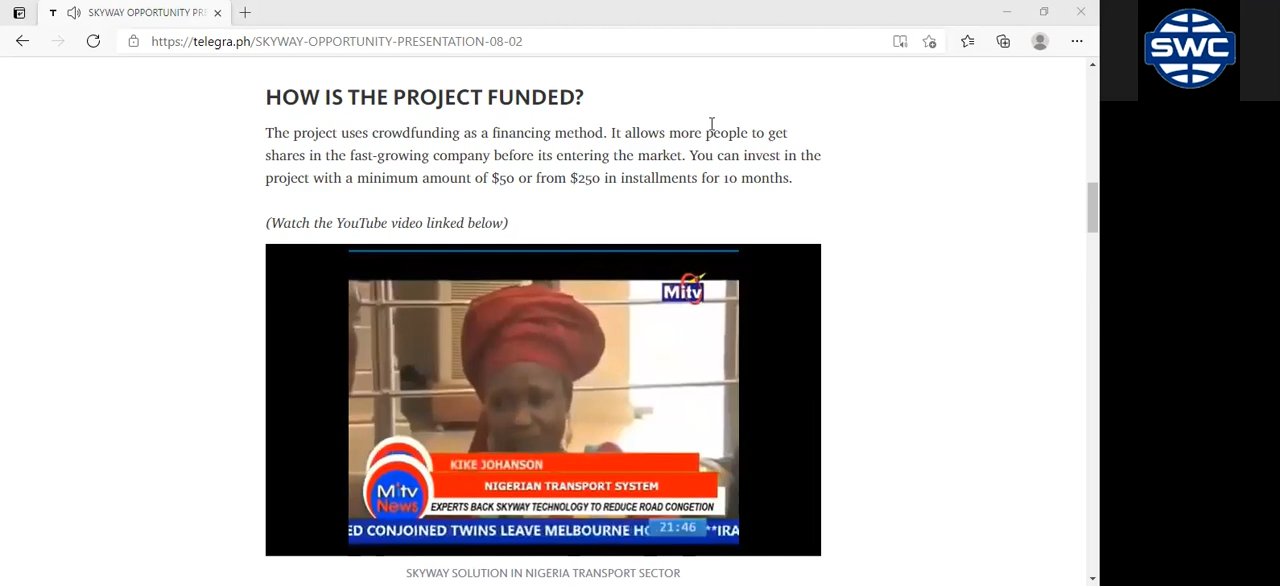 SKYWAY OPPORTUNITY PR
https://telegra.ph/SKYWAY-OPPORTUNITY-PRESENTATION-08-02
SWC
HOW IS THE PROJECT FUNDED?
The project uses crowdfunding as a financing method. It allows more people to get
shares in the fast-growing company before its entering the market. You can invest in the
project with a minimum amount of $50 or from $250 in installments for 10 months.
(Watch the YouTube video linked below)
Mitv
KIKE JOHANSON
NIGERIAN TRANSPORT SYSTEM
Mitv
News
EXPERTS BACK SKYWAY TECHNOLOGY TO REDUCE ROAD CONGETION
ED CONJOINED TWINS LEAVE MELBOURNE HO 21:46 **IRA
SKYWAY SOLUTION IN NIGERIA TRANSPORT SECTOR